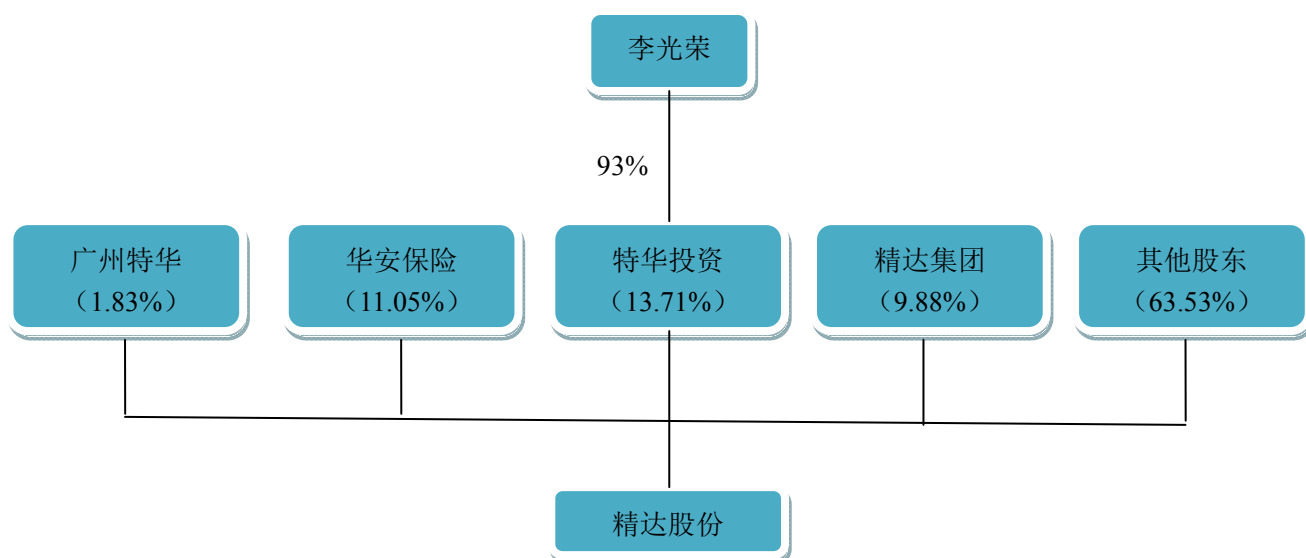 李光荣
93%
广州特华
（1.83%）
华安保险
（11.05%）
特华投资
（13.71%）
精达集团
（9.88%）
其他股东
（63.53%）
精达股份